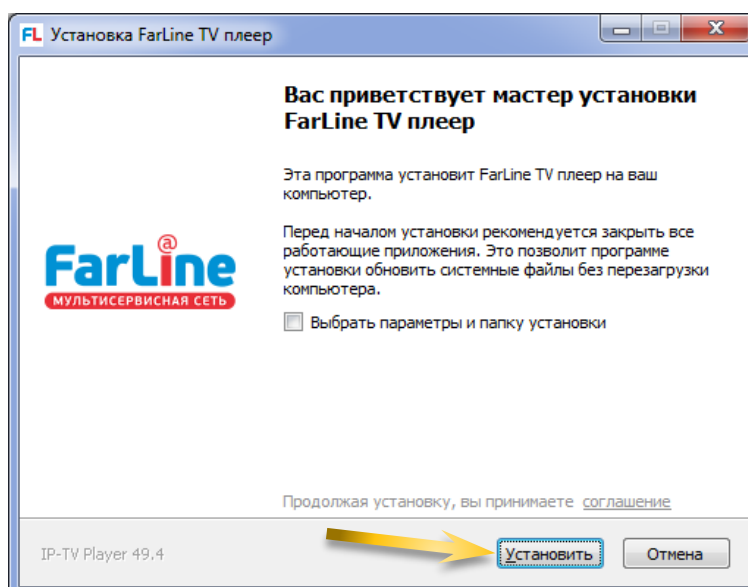 FL Установка FarLine TV плеер
Вас приветствует мастер установки
FarLine TV плеер
Эта программа установит FarLine TV плеер на ваш
компьютер.
Перед началом установки рекомендуется закрыть все
работающие приложения. Это позволит программе
установки обновить системные файлы без перезагрузки
компьютера.
@
FarLine
МУЛЬТИСЕРВИСНАЯ СЕТЬ
Выбрать параметры и папку установки
Продолжая установку, вы принимаете соглашение
IP-TV Player 49.4
Установить
Отмена